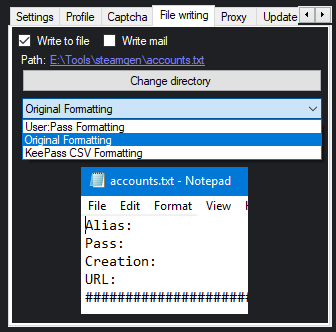 Settings Profile Captcha File writing Proxy Update
Write to file Write mail
Path: E:\Tools\steamgen\accounts.txt
Change directory
Original Formatting
User:Pass Formatting
Original Formatting
KeePass CSV Formatting
accounts.txt - Notepad
File Edit Format View
Alias:
Pass:
Creation:
URL:
#####################